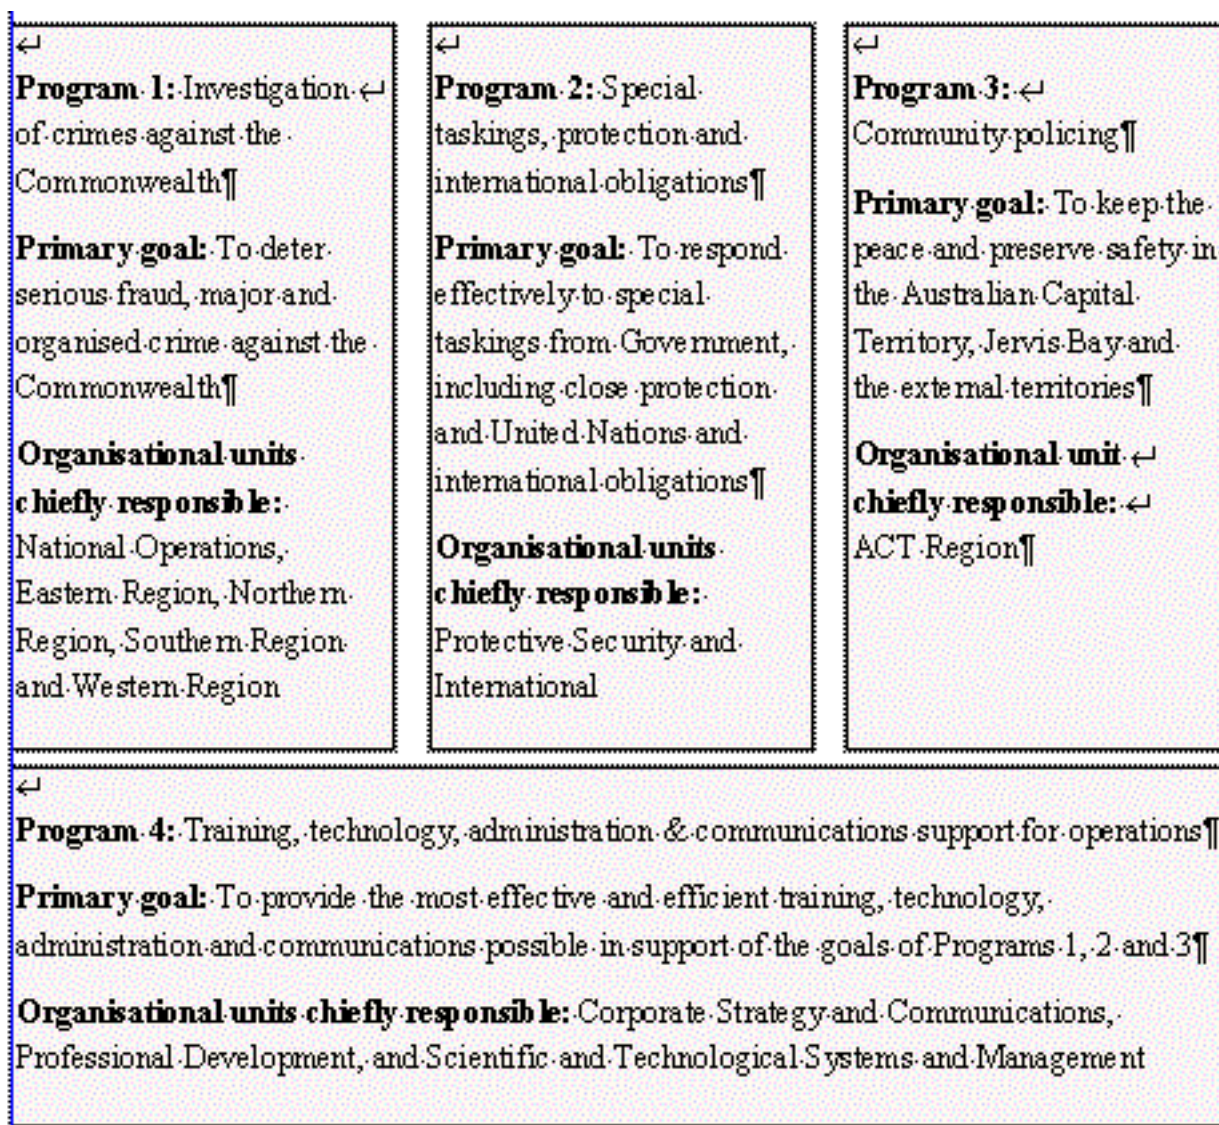 Program 1: Investigation
of crimes against the
Commonwealth¶
Primary goal: To deter
serious fraud, major and
organised crime against the
Commonwealth¶
Organisational units
chiefly responsible:
National Operations,
Eastern Region, Northern
Region, Southern Region
and Western Region
Program 2: Special
taskings, protection and
international obligations¶
Primary goal: To respond
effectively to special
taskings from Government,
including close protection
and United Nations and
international obligations¶
Organisational units
chiefly responsible:
Protective Security and
International
Program 3:
Community policing¶
Primary goal: To keep the
peace and preserve safety in
the Australian Capital
Territory, Jervis Bay and
the external territories¶
Organisational unit
chiefly responsible:
ACT Region¶
Program 4: Training, technology, administration & communications support for operations¶
Primary goal: To provide the most effective and efficient training, technology,
administration and communications possible in support of the goals of Programs 1, 2 and 3¶
Organisational units chiefly responsible: Corporate Strategy and Communications,
Professional Development, and Scientific and Technological Systems and Management